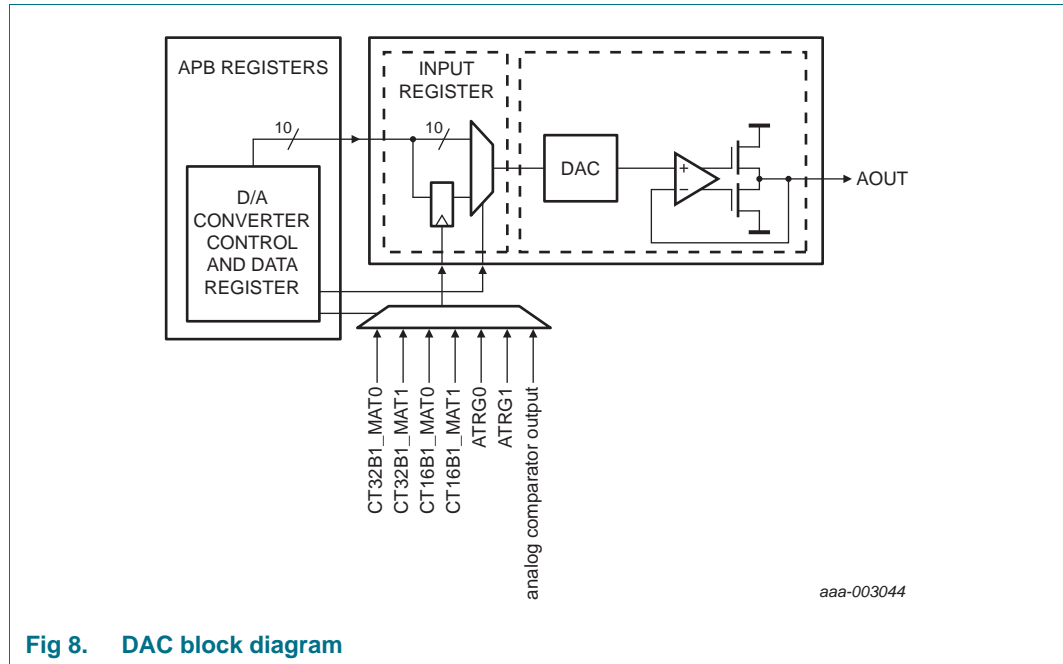 APB REGISTERS
INPUT
REGISTER
10
10
D/A
CONVERTER
CONTROL
AND DATA
REGISTER
DAC
+
−
AOUT
CT32B1_MAT0
CT32B1_MAT1
CT16B1_MAT0
CT16B1_MAT1
ATRG0
ATRG1
analog comparator output
aaa-003044
Fig 8. DAC block diagram